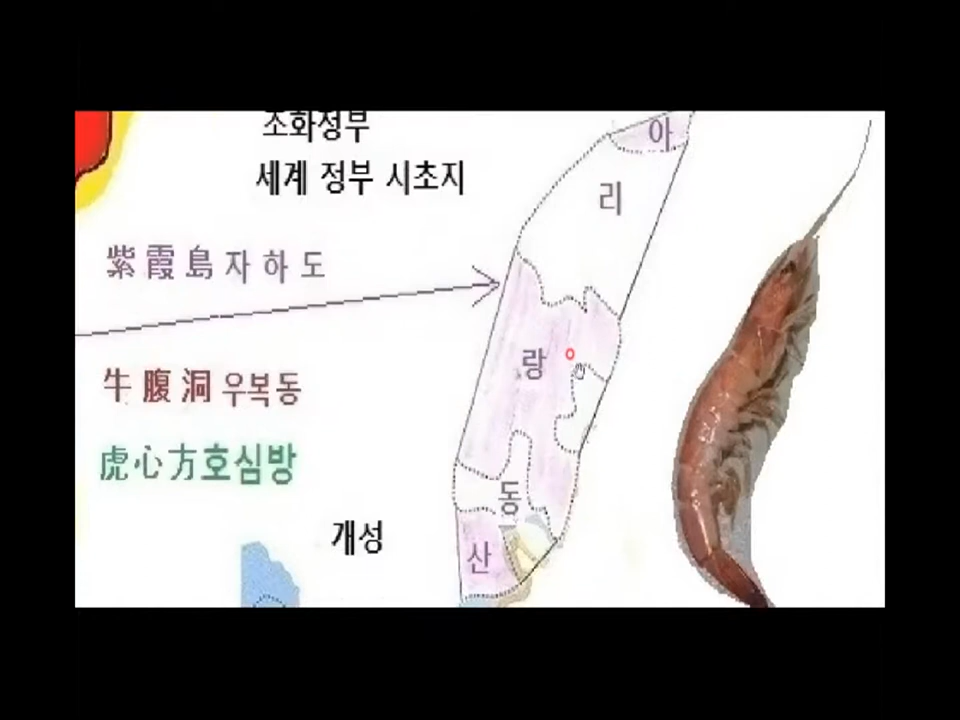 조화정부
세계 정부 시초지
紫霞島 자하도
牛腹洞 우복동
虎心方 호심방
개성
아
리
랑
동
산